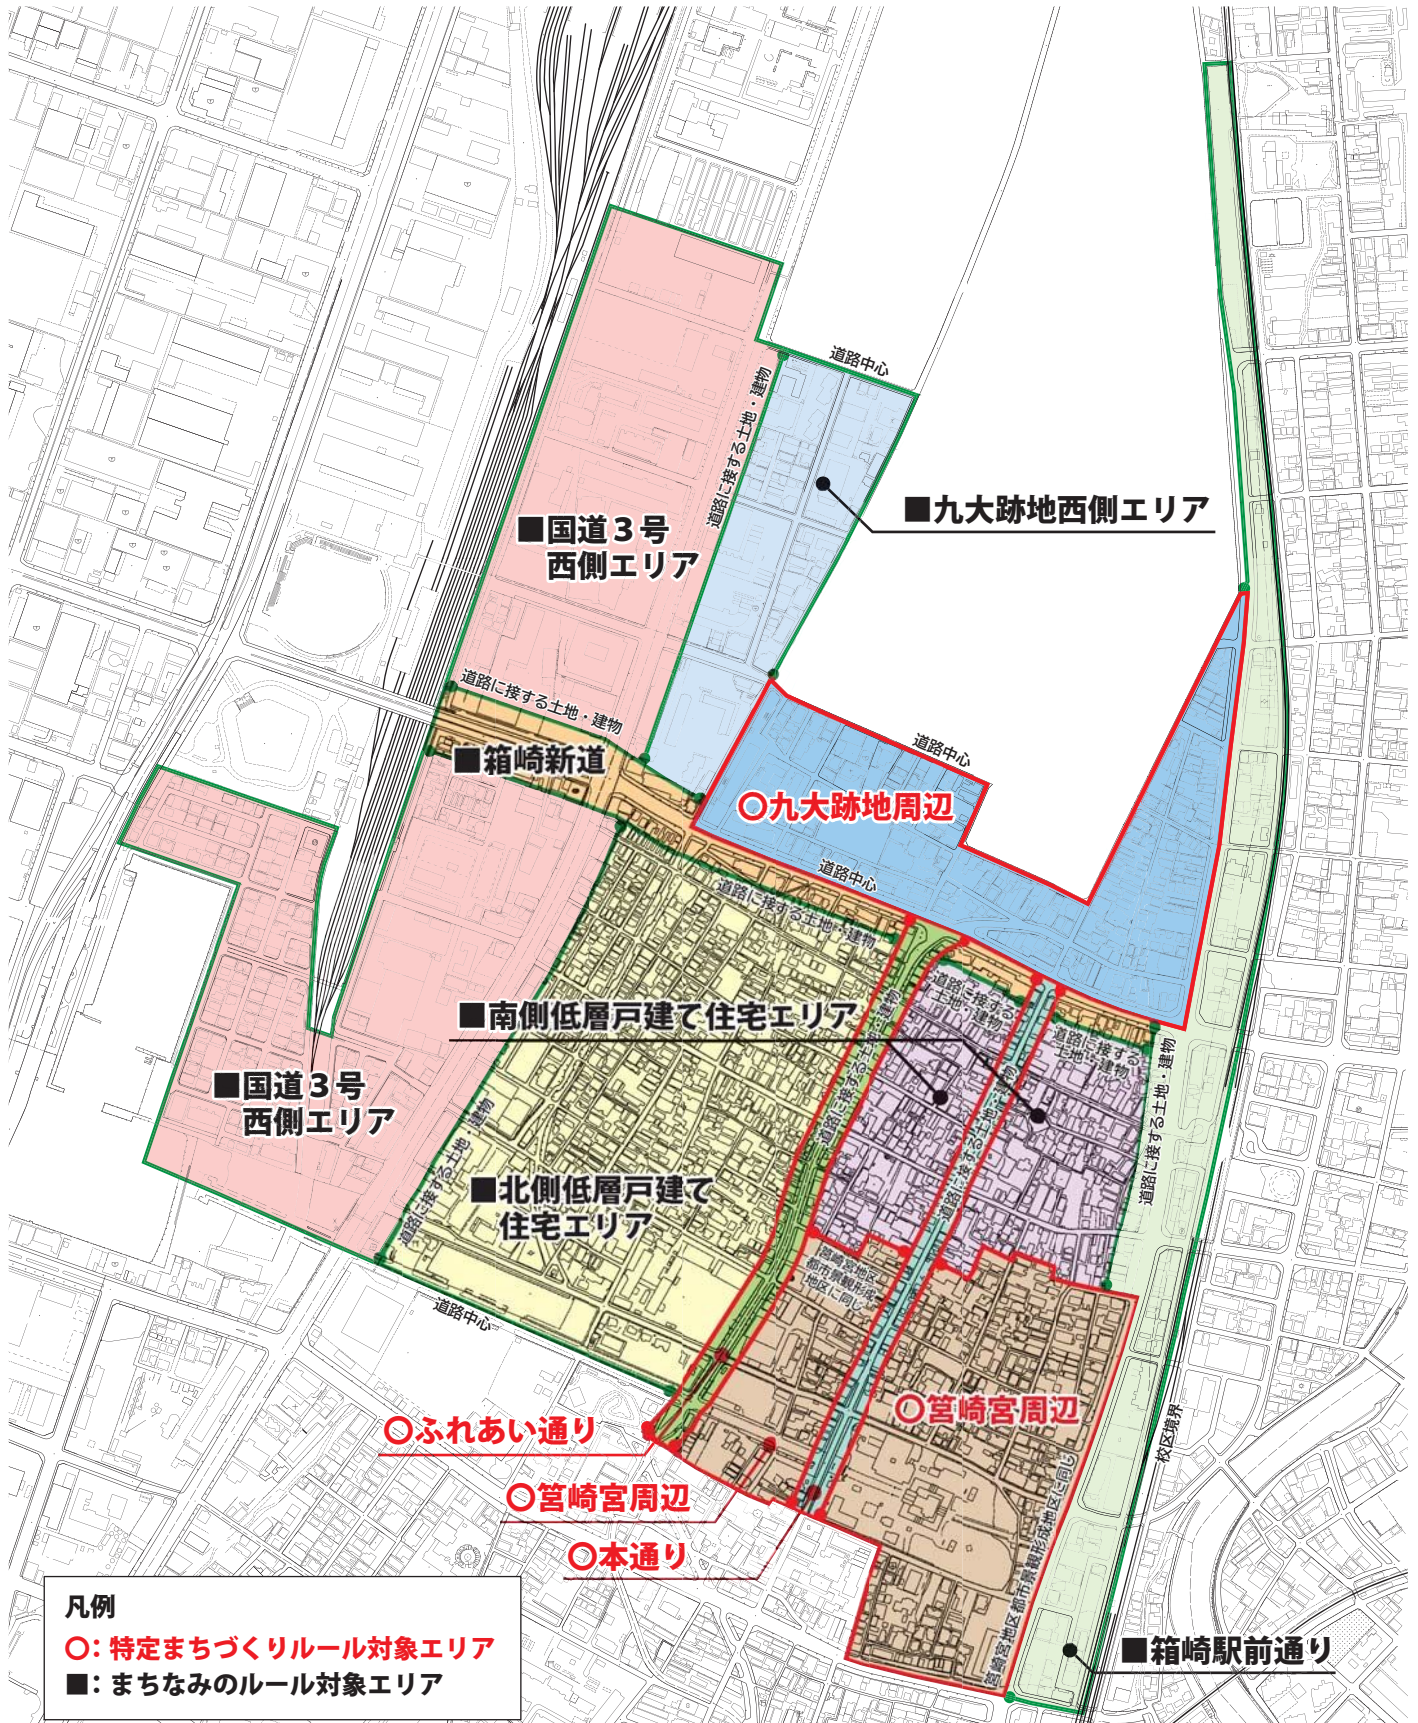 道路中心
道路に接する土地・建物
■九大跡地西側エリア
■国道３号
西側エリア
道路に接する土地・建物
■箱崎新道
道路中心
○九大跡地周辺
道路中心
道路に接する土地・建物
道路に接する
土地・建物
■南側低層戸建て住宅エリア
道路に接する土地・建物
道路に接する
土地・建物
道路に接する土地・建物
道路に接する土地・建物
■国道３号
西側エリア
道路に接する土地・建物
■北側低層戸建て
住宅エリア
筥崎宮地区
都市景観形成
地区に同じ
道路中心
○ふれあい通り
○筥崎宮周辺
校区境界
○筥崎宮周辺
○本通り
筥崎宮地区都市景観形成地区に同じ
凡例
○：特定まちづくりルール対象エリア
■：まちなみのルール対象エリア
■箱崎駅前通り